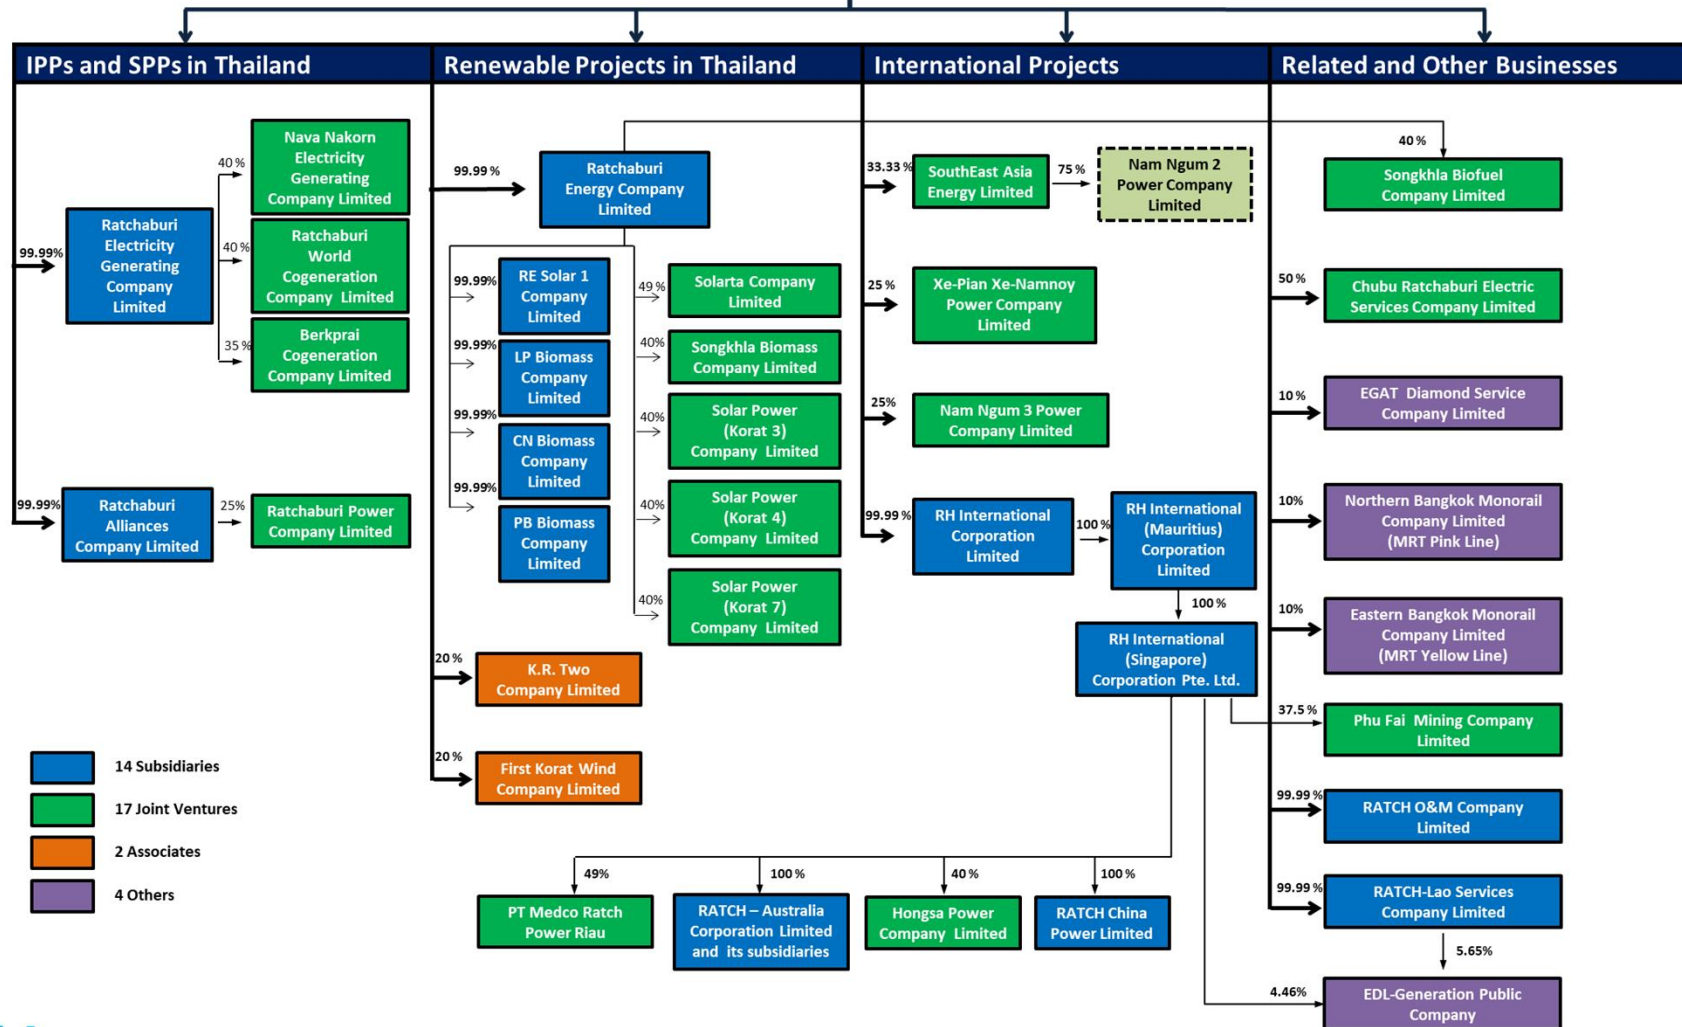 IPPs and SPPs in Thailand
Renewable Projects in Thailand
International Projects
Related and Other Businesses
99.99%
Ratchaburi
Electricity
Generating
Company
Limited
40 %
Nava Nakorn
Electricity
Generating
Company Limited
40 %
Ratchaburi
World
Cogeneration
Company Limited
35 %
Berkprai
Cogeneration
Company Limited
99.99%
Ratchaburi
Alliances
Company Limited
25%
Ratchaburi Power
Company Limited
99.99 %
Ratchaburi
Energy Company
Limited
99.99%
RE Solar 1
Company
Limited
99.99%
LP Biomass
Company
Limited
99.99%
CN Biomass
Company
Limited
99.99%
PB Biomass
Company
Limited
49 %
Solarta Company
Limited
40%
Songkhla Biomass
Company Limited
40%
Solar Power
(Korat 3)
Company Limited
40%
Solar Power
(Korat 4)
Company Limited
40%
Solar Power
(Korat 7)
Company Limited
20 %
K.R. Two
Company Limited
20 %
First Korat Wind
Company Limited
33.33 %
SouthEast Asia
Energy Limited
75 %
Nam Ngum 2
Power Company
Limited
25 %
Xe-Pian Xe-Namnoy
Power Company
Limited
25%
Nam Ngum 3 Power
Company Limited
99.99 %
RH International
Corporation
Limited
100 %
RH International
(Mauritius)
Corporation
Limited
100 %
RH International
(Singapore)
Corporation Pte. Ltd.
49%
PT Medco Ratch
Power Riau
100 %
RATCH – Australia
Corporation Limited
and its subsidiaries
40 %
Hongsa Power
Company Limited
100 %
RATCH China
Power Limited
40 %
Songkhla Biofuel
Company Limited
50 %
Chubu Ratchaburi Electric
Services Company Limited
10 %
EGAT Diamond Service
Company Limited
10%
Northern Bangkok Monorail
Company Limited
(MRT Pink Line)
10%
Eastern Bangkok Monorail
Company Limited
(MRT Yellow Line)
37.5 %
Phu Fai Mining Company
Limited
99.99 %
RATCH O&M Company
Limited
99.99 %
RATCH-Lao Services
Company Limited
5.65%
4.46%
EDL-Generation Public
Company
14 Subsidiaries
17 Joint Ventures
2 Associates
4 Others